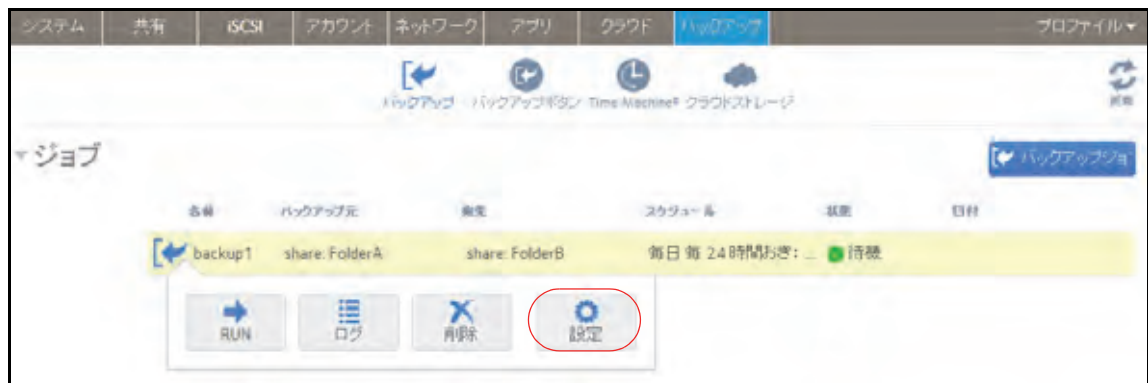 システム 共有 iSCSI アカウント ネットワーク アプリ クラウド バックアップ プロファイル
バックアップ バックアップボタン Time Machine® クラウドストレージ
ジョブ
バックアップジョ
名前 バックアップ元 宛先 スケジュール 状態 日付
backup1 share: FolderA share: FolderB 毎日 毎 24 時間おき: ... 待機
RUN ログ 削除 設定